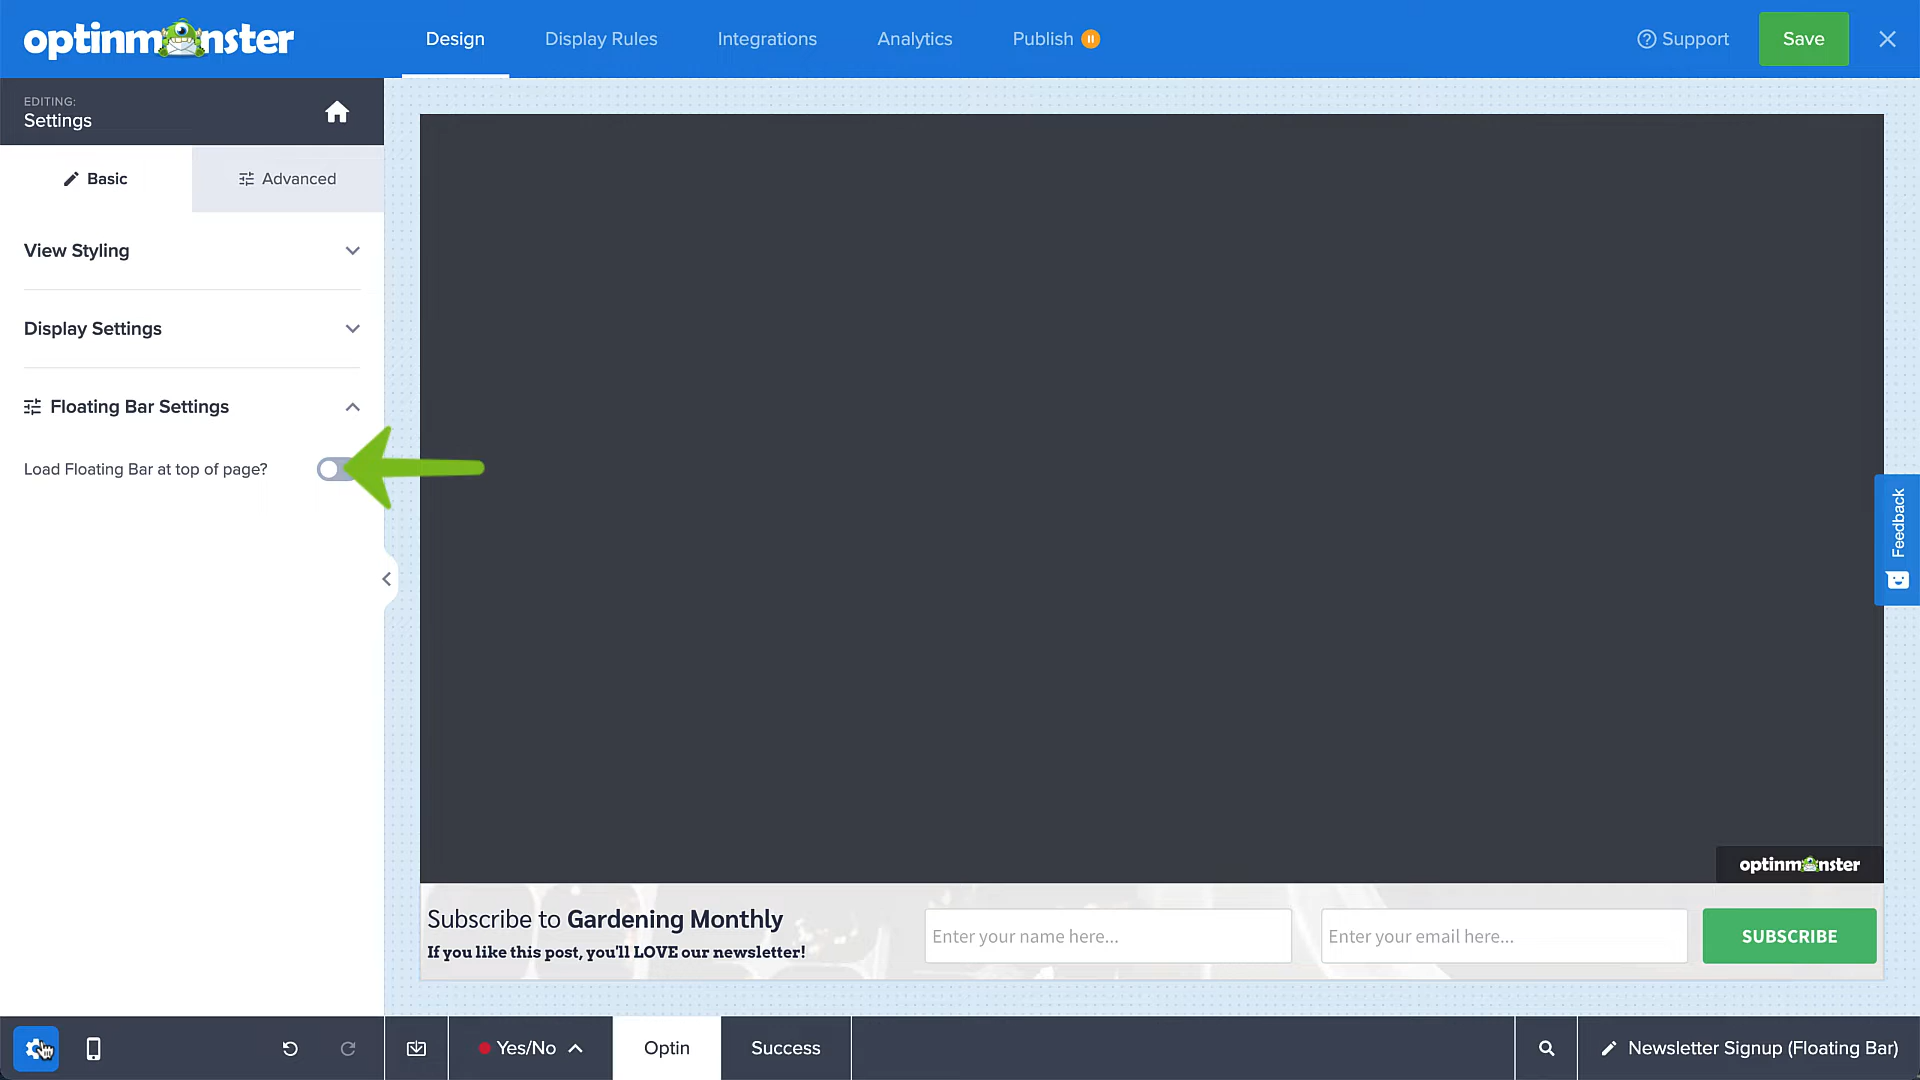 optinmonster
Design
Display Rules
Integrations
Analytics
Publish
Support
Save
EDITING:
Settings
Basic
Advanced
View Styling
Display Settings
Floating Bar Settings
Load Floating Bar at top of page?
Feedback
optinmonster
Subscribe to Gardening Monthly
If you like this post, you'll LOVE our newsletter!
Enter your name here...
Enter your email here...
SUBSCRIBE
Yes/No
Optin
Success
Newsletter Signup (Floating Bar)